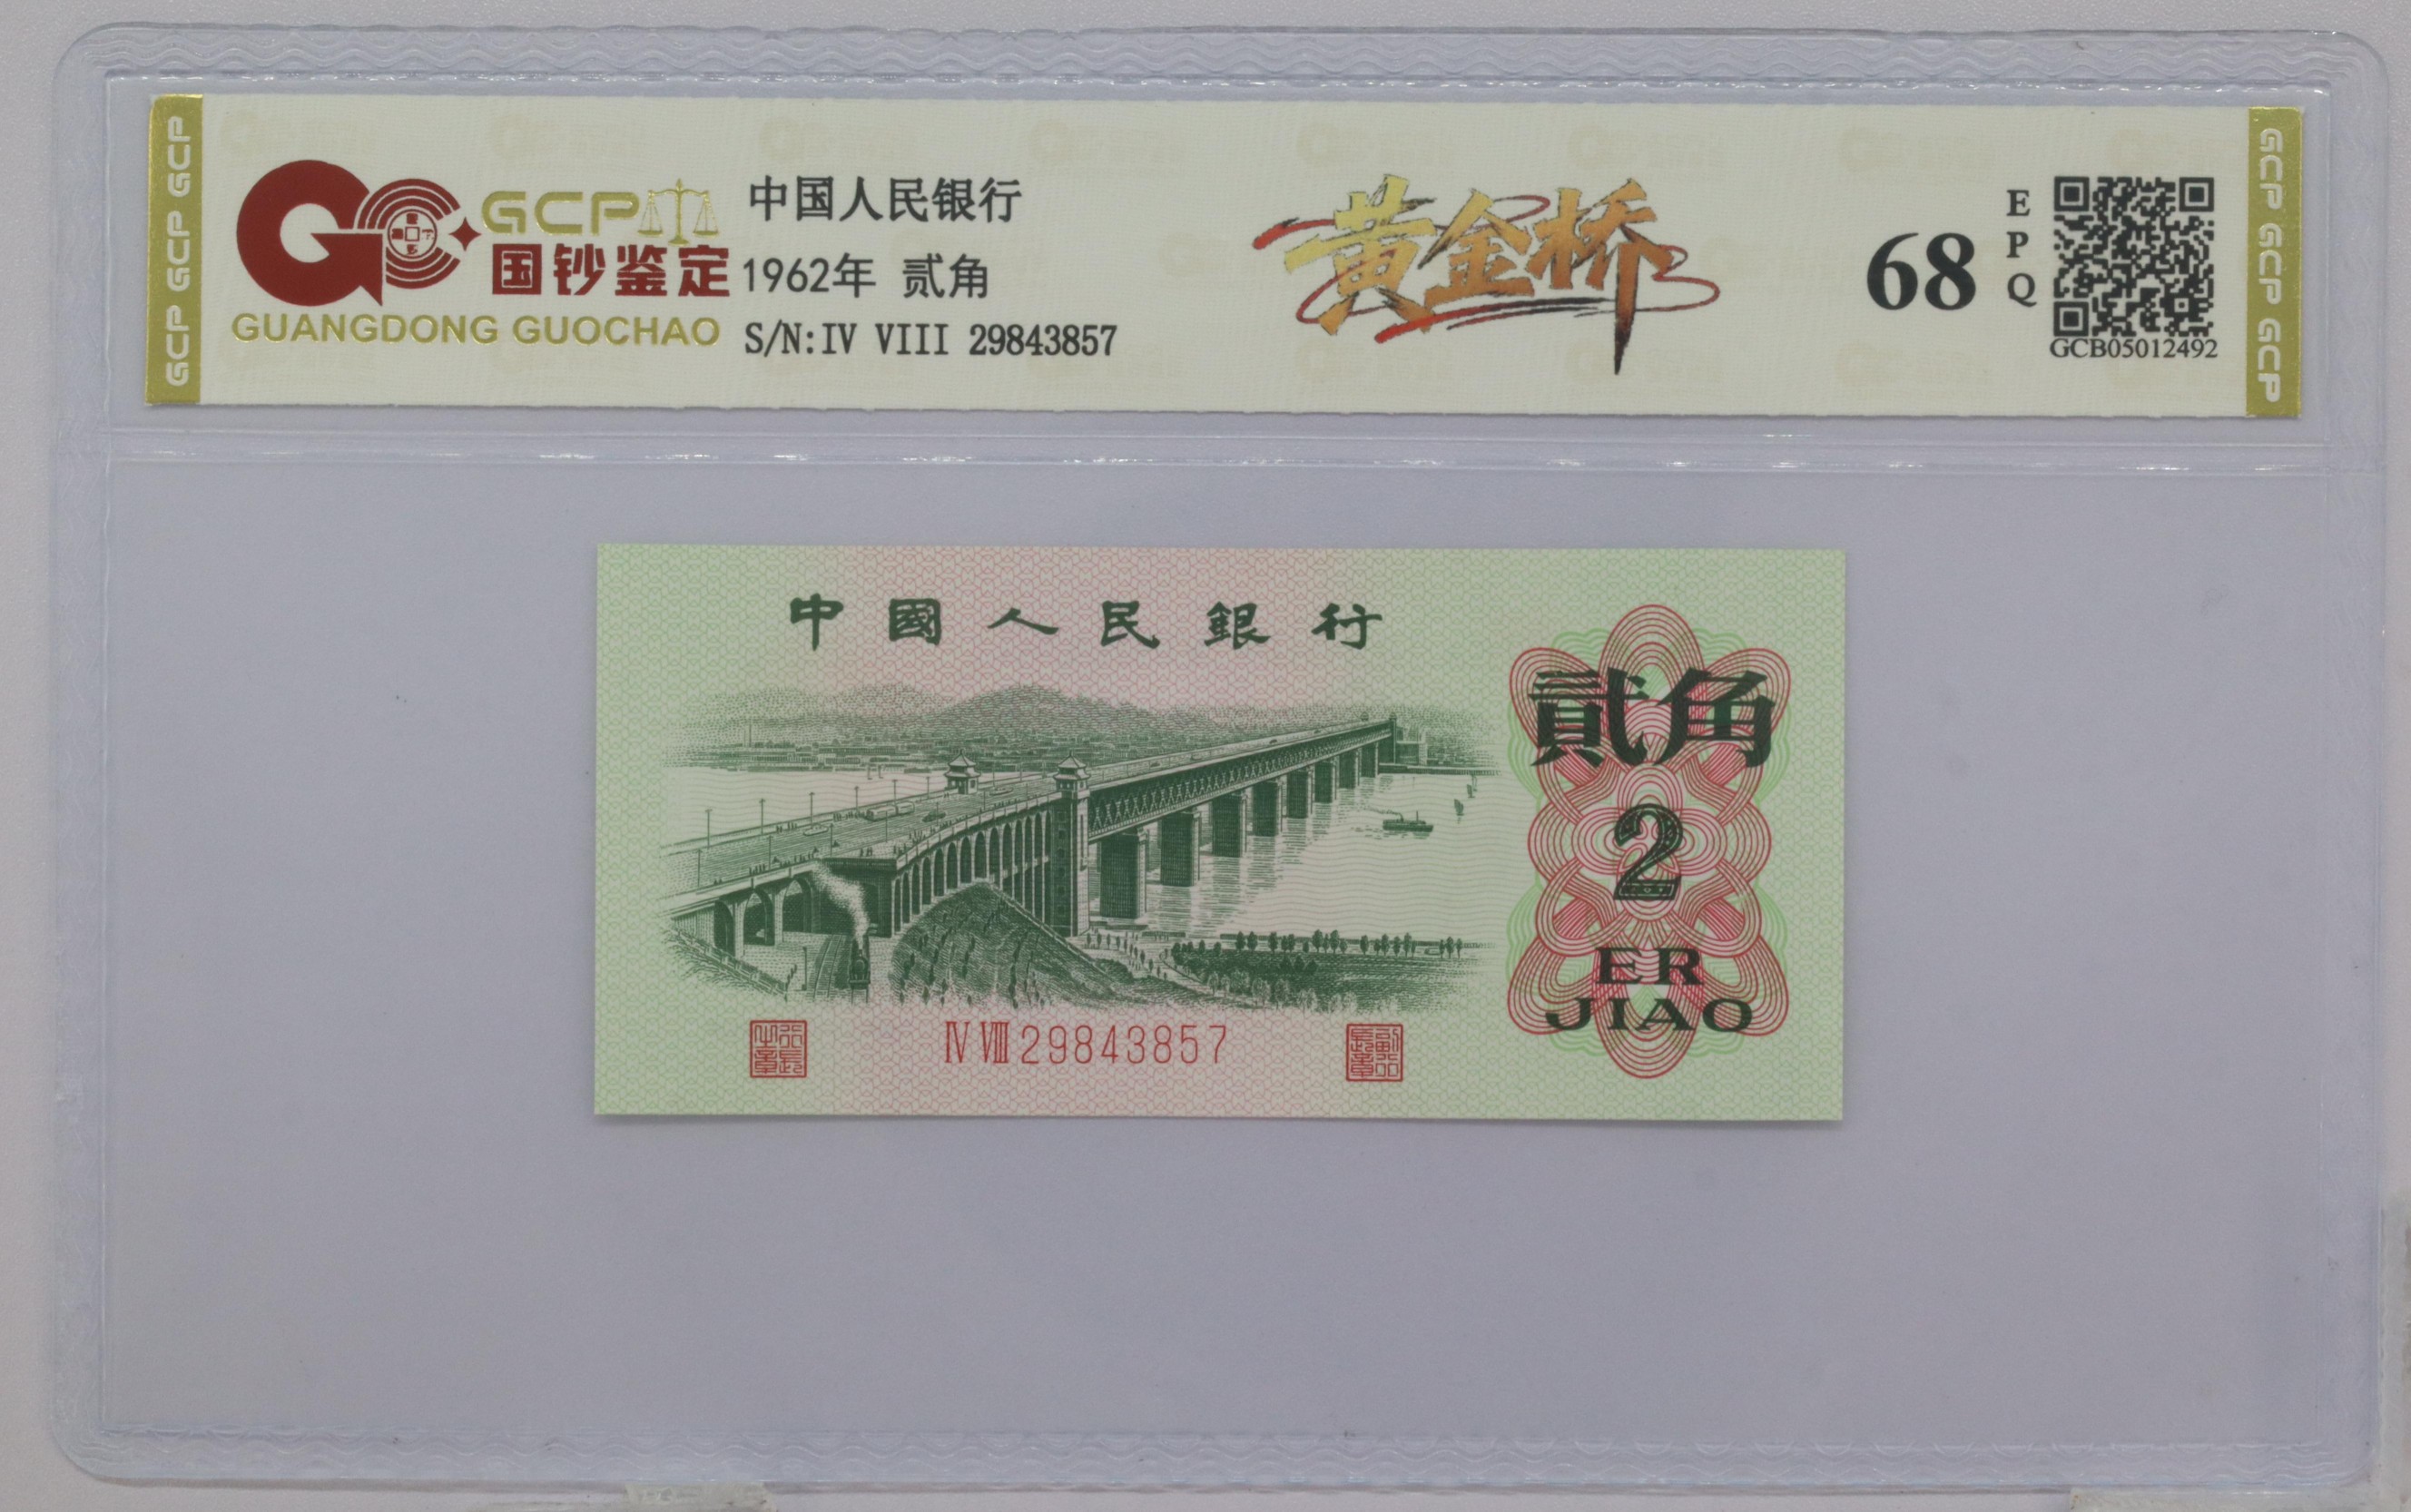 GCP GCP GCP
GCP
国钞鉴定
GUANGDONG GUOCHAO
中国人民银行
1962年 贰角
S/N:IV VIII 29843857
黄金桥
68
EPQ
GCB05012492
GCP GCP GCP
中國人民銀行
貳角
2
ER
JIAO
IV VIII 29843857